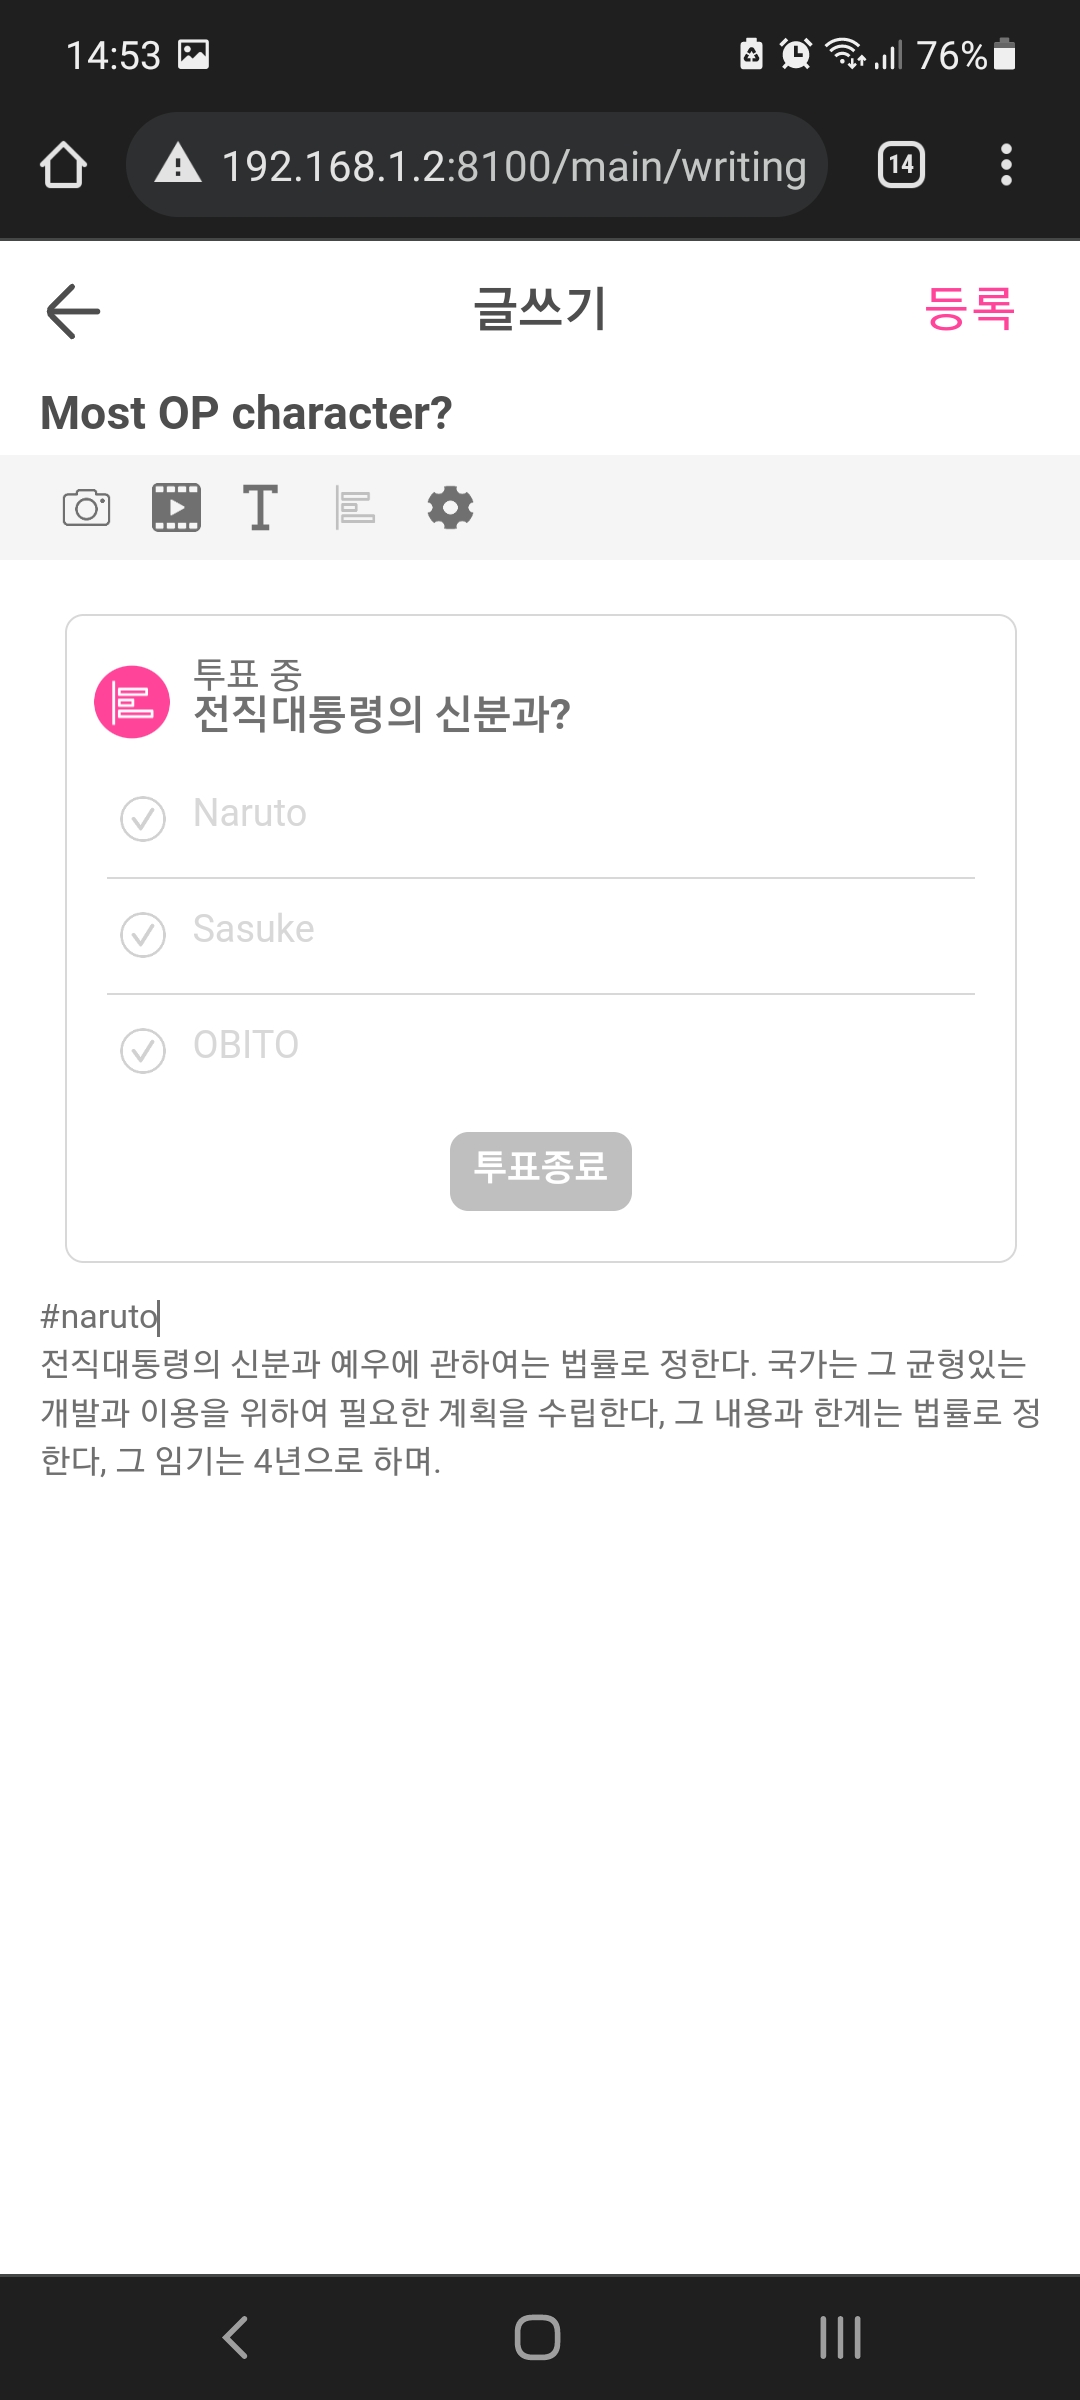 14:53
76%
192.168.1.2:8100/main/writing
14
글쓰기
등록
Most OP character?
투표 중
전직대통령의 신분과?
Naruto
Sasuke
OBITO
투표종료
#naruto
전직대통령의 신분과 예우에 관하여는 법률로 정한다. 국가는 그 균형있는
개발과 이용을 위하여 필요한 계획을 수립한다, 그 내용과 한계는 법률로 정
한다, 그 임기는 4년으로 하며.